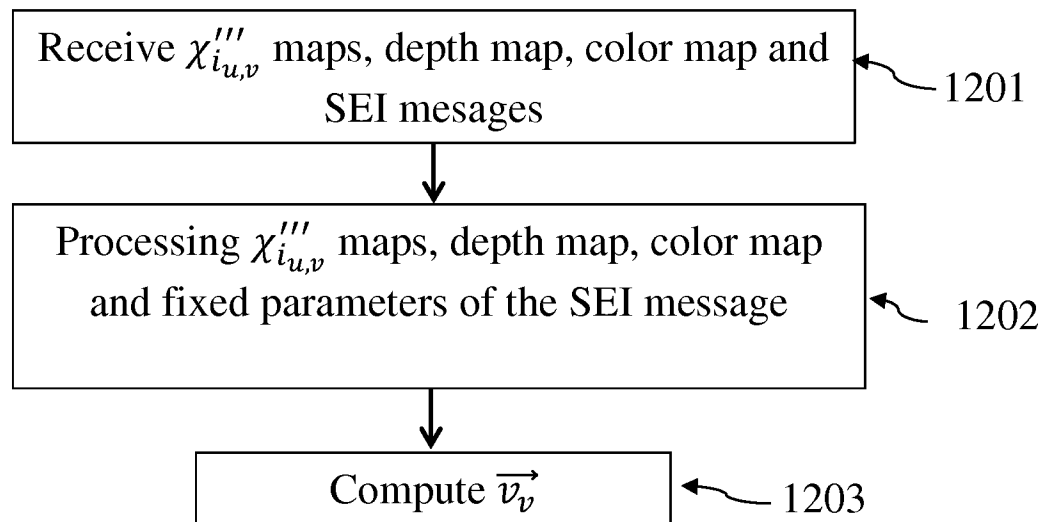 Receive χ′′′_{i_{u,v}} maps, depth map, color map and
SEI mesages
1201
Processing χ′′′_{i_{u,v}} maps, depth map, color map
and fixed parameters of the SEI message
1202
Compute \overrightarrow{v_v}
1203